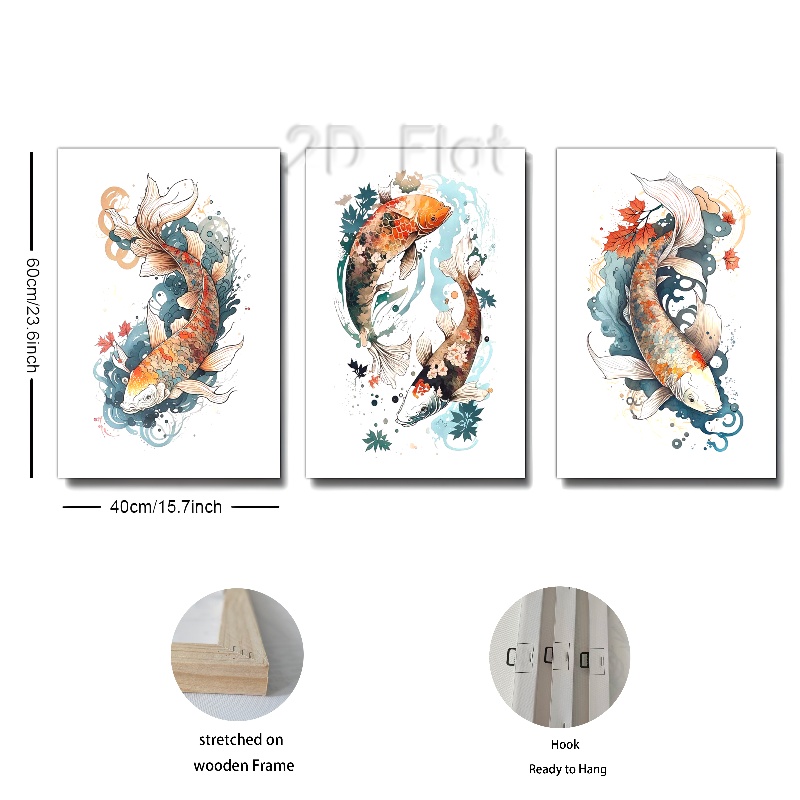 2D Flat
60cm/23.6inch
40cm/15.7inch
stretched on
wooden Frame
Hook
Ready to Hang